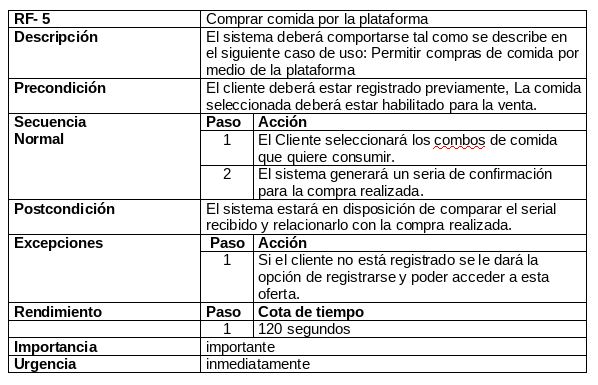 RF- 5 Comprar comida por la plataforma
Descripción El sistema deberá comportarse tal como se describe en
el siguiente caso de uso: Permitir compras de comida por
medio de la plataforma
Precondición El cliente deberá estar registrado previamente, La comida
seleccionada deberá estar habilitado para la venta.
Secuencia Paso Acción
Normal 1 El Cliente seleccionará los combos de comida
que quiere consumir.
2 El sistema generará un seria de confirmación
para la compra realizada.
Postcondición El sistema estará en disposición de comparar el serial
recibido y relacionarlo con la compra realizada.
Excepciones Paso Acción
1 Si el cliente no está registrado se le dará la
opción de registrarse y poder acceder a esta
oferta.
Rendimiento Paso Cota de tiempo
1 120 segundos
Importancia importante
Urgencia inmediatamente